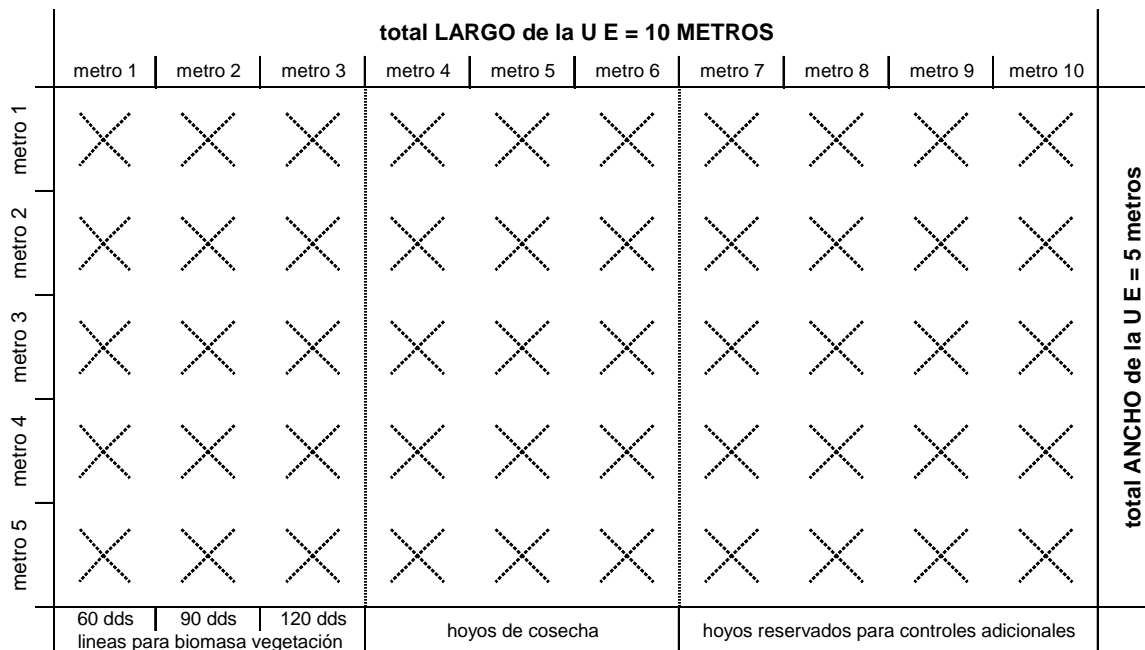 total LARGO de la U E = 10 METROS
metro 1 metro 2 metro 3 metro 4 metro 5 metro 6 metro 7 metro 8 metro 9 metro 10
metro 1
metro 2
metro 3
metro 4
metro 5
total ANCHO de la U E = 5 metros
60 dds 90 dds 120 dds
lineas para biomasa vegetación
hoyos de cosecha
hoyos reservados para controles adicionales